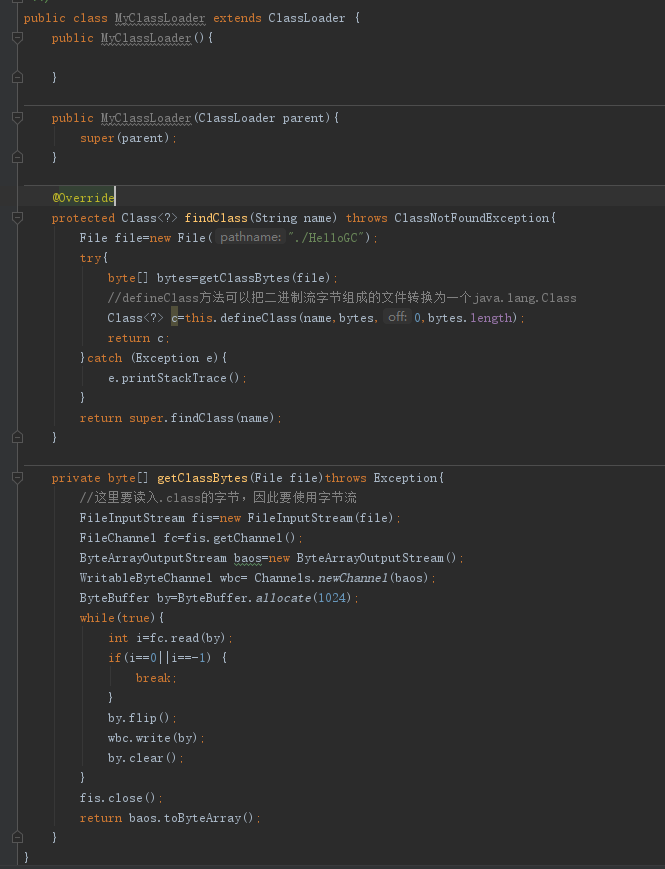 public class MyClassLoader extends ClassLoader {
public MyClassLoader(){
}
public MyClassLoader(ClassLoader parent){
super(parent);
}
@Override
protected Class<?> findClass(String name) throws ClassNotFoundException{
File file=new File( pathname: "./HelloGC");
try{
byte[] bytes=getClassBytes(file);
//defineClass方法可以把二进制流字节组成的文件转换为一个java.lang.Class
Class<?> c=this.defineClass(name,bytes, off: 0,bytes.length);
return c;
}catch (Exception e){
e.printStackTrace();
}
return super.findClass(name);
}
private byte[] getClassBytes(File file)throws Exception{
//这里要读入.class的字节，因此要使用字节流
FileInputStream fis=new FileInputStream(file);
FileChannel fc=fis.getChannel();
ByteArrayOutputStream baos=new ByteArrayOutputStream();
WritableByteChannel wbc= Channels.newChannel(baos);
ByteBuffer by=ByteBuffer.allocate(1024);
while(true){
int i=fc.read(by);
if(i==0||i==-1) {
break;
}
by.flip();
wbc.write(by);
by.clear();
}
fis.close();
return baos.toByteArray();
}
}